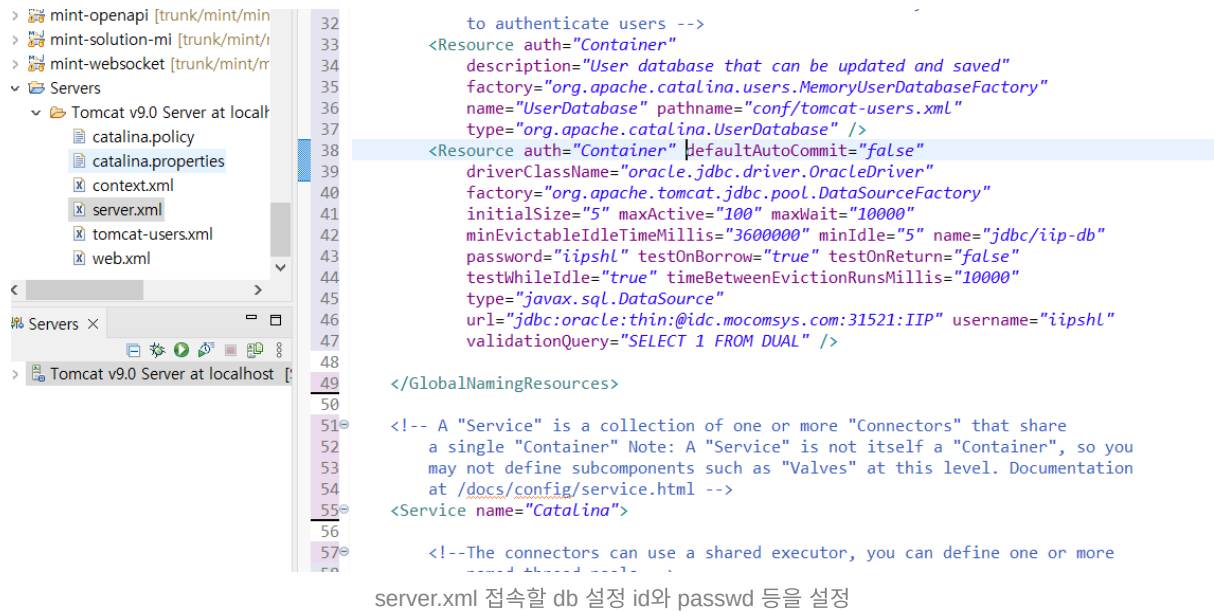 mint-openapi [trunk/mint/min
mint-solution-mi [trunk/mint/
mint-websocket [trunk/mint/m
Servers
Tomcat v9.0 Server at localh
catalina.policy
catalina.properties
context.xml
server.xml
tomcat-users.xml
web.xml
Servers
Tomcat v9.0 Server at localhost [
32 to authenticate users -->
33 <Resource auth="Container"
34 description="User database that can be updated and saved"
35 factory="org.apache.catalina.users.MemoryUserDatabaseFactory"
36 name="UserDatabase" pathname="conf/tomcat-users.xml"
37 type="org.apache.catalina.UserDatabase" />
38 <Resource auth="Container" defaultAutoCommit="false"
39 driverClassName="oracle.jdbc.driver.OracleDriver"
40 factory="org.apache.tomcat.jdbc.pool.DataSourceFactory"
41 initialSize="5" maxActive="100" maxWait="10000"
42 minEvictableIdleTimeMillis="3600000" minIdle="5" name="jdbc/iip-db"
43 password="iipshl" testOnBorrow="true" testOnReturn="false"
44 testWhileIdle="true" timeBetweenEvictionRunsMillis="10000"
45 type="javax.sql.DataSource"
46 url="jdbc:oracle:thin:@idc.mocomsys.com:31521:IIP" username="iipshl"
47 validationQuery="SELECT 1 FROM DUAL" />
48
49 </GlobalNamingResources>
50
51 <!-- A "Service" is a collection of one or more "Connectors" that share
52 a single "Container" Note: A "Service" is not itself a "Container", so you
53 may not define subcomponents such as "Valves" at this level. Documentation
54 at /docs/config/service.html -->
55 <Service name="Catalina">
56
57 <!--The connectors can use a shared executor, you can define one or more
server.xml 접속할 db 설정 id와 passwd 등을 설정